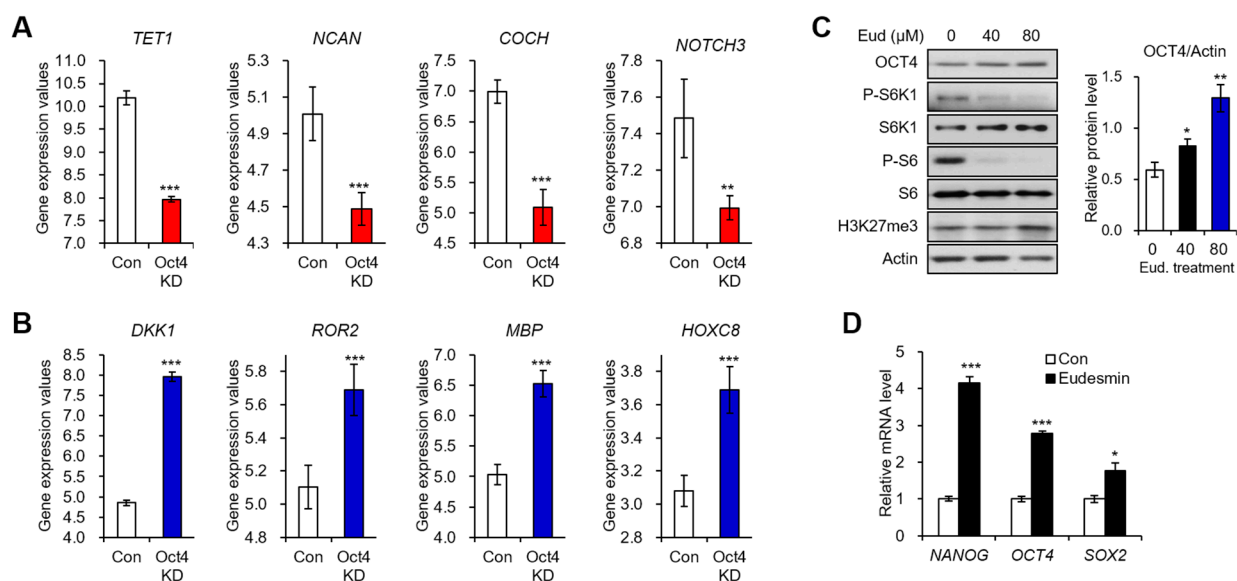 A
TET1
Gene expression values
10.5
10.0
9.5
9.0
8.5
8.0
7.5
7.0
***
Con Oct4
KD
NCAN
Gene expression values
5.3
5.1
4.9
4.7
4.5
4.3
***
Con Oct4
KD
COCH
Gene expression values
7.5
7.0
6.5
6.0
5.5
5.0
4.5
***
Con Oct4
KD
NOTCH3
Gene expression values
7.8
7.6
7.4
7.2
7.0
6.8
**
Con Oct4
KD
B
DKK1
Gene expression values
8.5
8.0
7.5
7.0
6.5
6.0
5.5
5.0
4.5
4.0
***
Con Oct4
KD
ROR2
Gene expression values
5.8
5.6
5.4
5.2
5.0
4.8
***
Con Oct4
KD
MBP
Gene expression values
7.0
6.5
6.0
5.5
5.0
4.5
4.0
***
Con Oct4
KD
HOXC8
Gene expression values
3.8
3.6
3.4
3.2
3.0
2.8
***
Con Oct4
KD
C
Eud (µM) 0 40 80
OCT4
P-S6K1
S6K1
P-S6
S6
H3K27me3
Actin
OCT4/Actin
Relative protein level
1.5
1.0
0.5
0.0
*
**
0 40 80
Eud. treatment
D
Relative mRNA level
5
4
3
2
1
0
Con
Eudesmin
***
***
*
NANOG OCT4 SOX2